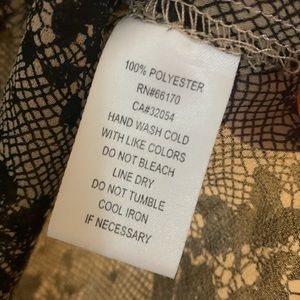 100% POLYESTER
RN#66170
CA#32054
HAND WASH COLD
WITH LIKE COLORS
DO NOT BLEACH
LINE DRY
DO NOT TUMBLE
COOL IRON
IF NECESSARY